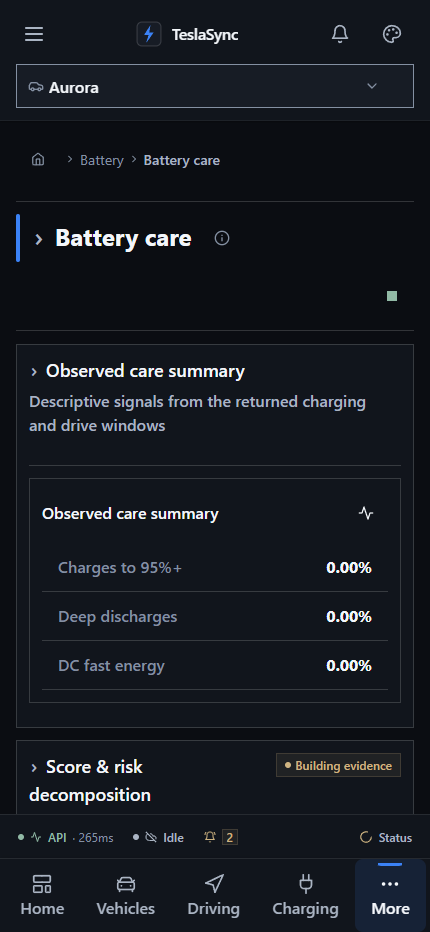 TeslaSync
Aurora
Battery
Battery care
Battery care
Observed care summary
Descriptive signals from the returned charging
and drive windows
Observed care summary
Charges to 95%+ 0.00%
Deep discharges 0.00%
DC fast energy 0.00%
Score & risk
decomposition
Building evidence
API · 265ms Idle 2 Status
Home Vehicles Driving Charging More